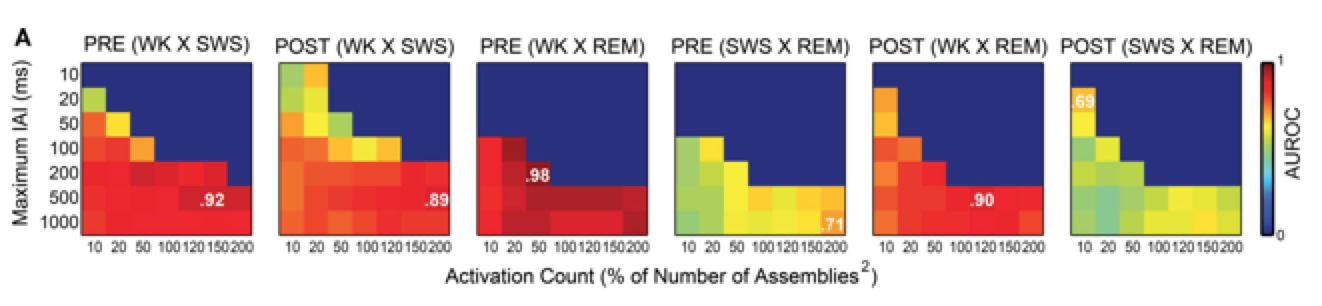 A
PRE (WK X SWS) POST (WK X SWS) PRE (WK X REM) PRE (SWS X REM) POST (WK X REM) POST (SWS X REM)
Maximum IAI (ms)
10
20
50
100
200
500
1000
.92
.89
.98
.71
.90
.69
10 20 50 100 120 150 200 10 20 50 100 120 150 200 10 20 50 100 120 150 200 10 20 50 100 120 150 200 10 20 50 100 120 150 200 10 20 50 100 120 150 200
Activation Count (% of Number of Assemblies²)
1
0
AUROC